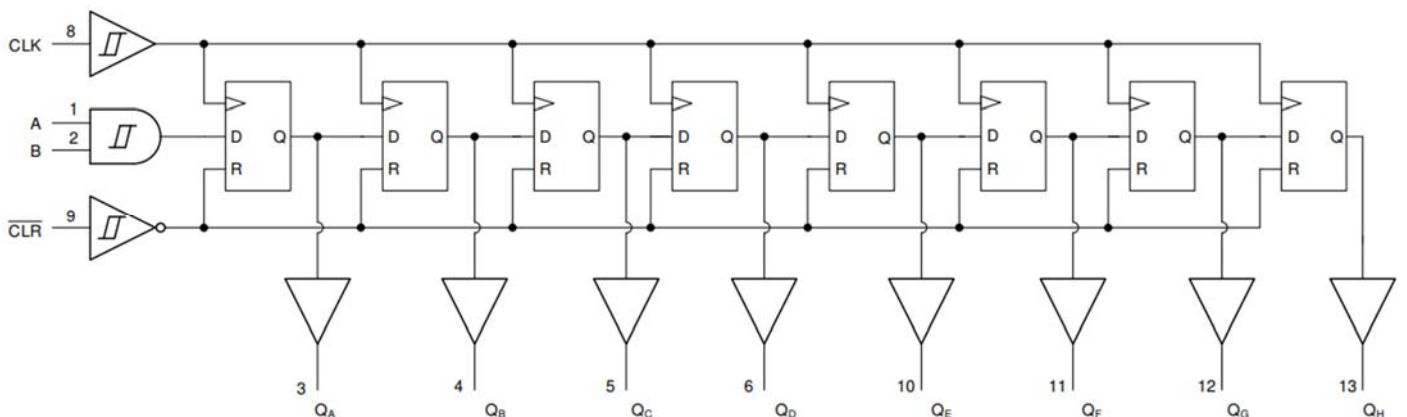 CLK 8
A 1
B 2
D Q D Q D Q D Q D Q D Q D Q D Q
R R R R R R R R
CLR 9
3 4 5 6 10 11 12 13
QA QB QC QD QE QF QG QH